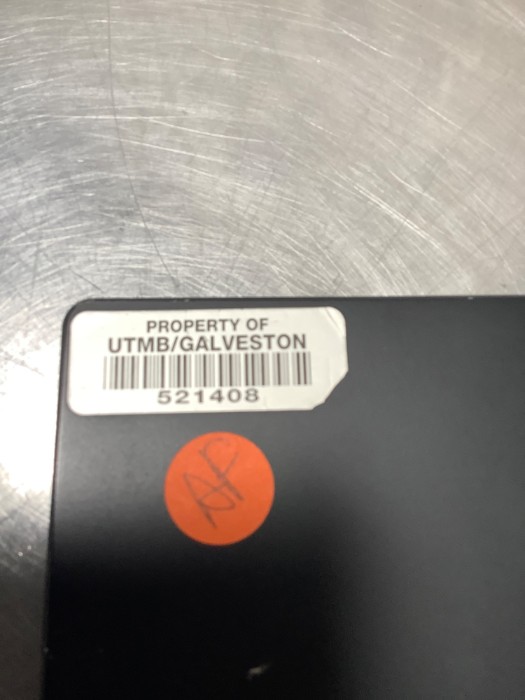 PROPERTY OF
UTMB/GALVESTON
521408